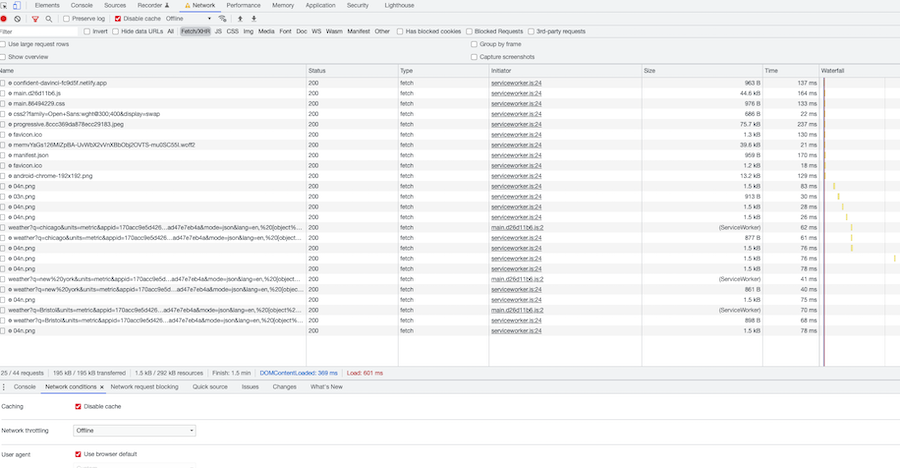 Elements Console Sources Recorder Network Performance Memory Application Security Lighthouse
Preserve log Disable cache Offline
Filter Invert Hide data URLs All Fetch/XHR JS CSS Img Media Font Doc WS Wasm Manifest Other Has blocked cookies Blocked Requests 3rd-party requests
Use large request rows Group by frame
Show overview Capture screenshots
Name Status Type Initiator Size Time Waterfall
confident-davinci-fc9d5f.netlify.app 200 fetch serviceworker.js:24 963 B 137 ms
main.d26d11b6.js 200 fetch serviceworker.js:24 44.6 kB 164 ms
main.86494229.css 200 fetch serviceworker.js:24 976 B 133 ms
css2?family=Open+Sans:wght@300;400&display=swap 200 fetch serviceworker.js:24 686 B 22 ms
progressive.8ccc369da878ecc29183.jpeg 200 fetch serviceworker.js:24 75.7 kB 237 ms
favicon.ico 200 fetch serviceworker.js:24 1.3 kB 130 ms
200 fetch serviceworker.js:24 39.6 kB 21 ms
manifest.json 200 fetch serviceworker.js:24 959 B 170 ms
favicon.ico 200 fetch serviceworker.js:24 1.2 kB 18 ms
android-chrome-192x192.png 200 fetch serviceworker.js:24 13.2 kB 129 ms
04n.png 200 fetch serviceworker.js:24 1.5 kB 83 ms
03n.png 200 fetch serviceworker.js:24 913 B 30 ms
04n.png 200 fetch serviceworker.js:24 1.5 kB 28 ms
04n.png 200 fetch serviceworker.js:24 1.5 kB 26 ms
weather?q=chicago&units=metric&appid=170acc9e5d426…ad47e7eb4a&mode=json&lang=en,%20[object%… 200 fetch main.d26d11b6.js:2 (ServiceWorker) 62 ms
weather?q=chicago&units=metric&appid=170acc9e5d426…ad47e7eb4a&mode=json&lang=en,%20[object… 200 fetch serviceworker.js:24 877 B 61 ms
04n.png 200 fetch serviceworker.js:24 1.5 kB 76 ms
04n.png 200 fetch serviceworker.js:24 1.5 kB 76 ms
04n.png 200 fetch serviceworker.js:24 1.5 kB 78 ms
weather?q=new%20york&units=metric&appid=170acc9e5d…ad47e7eb4a&mode=json&lang=en,%20[object… 200 fetch main.d26d11b6.js:2 (ServiceWorker) 41 ms
weather?q=new%20york&units=metric&appid=170acc9e5d…ad47e7eb4a&mode=json&lang=en,%20[objec… 200 fetch serviceworker.js:24 861 B 40 ms
04n.png 200 fetch serviceworker.js:24 1.5 kB 75 ms
weather?q=Bristol&units=metric&appid=170acc9e5d426…ad47e7eb4a&mode=json&lang=en,%20[object%2… 200 fetch main.d26d11b6.js:2 (ServiceWorker) 70 ms
weather?q=Bristol&units=metric&appid=170acc9e5d426…ad47e7eb4a&mode=json&lang=en,%20[object%… 200 fetch serviceworker.js:24 898 B 68 ms
04n.png 200 fetch serviceworker.js:24 1.5 kB 78 ms
25 / 44 requests 195 kB / 195 kB transferred 1.5 kB / 292 kB resources Finish: 1.5 min DOMContentLoaded: 369 ms Load: 601 ms
Console Network conditions Network request blocking Quick source Issues Changes What's New
Caching Disable cache
Network throttling Offline
User agent Use browser default